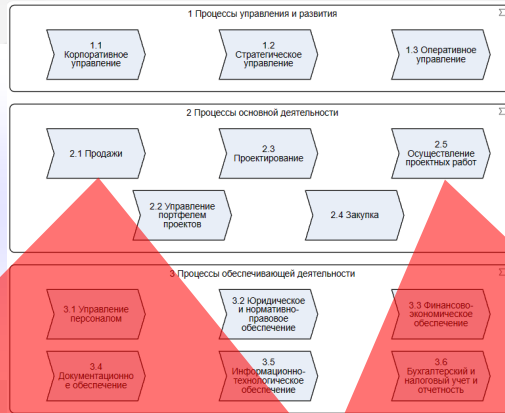 1 Процессы управления и развития
1.1
Корпоративное
управление
1.2
Стратегическое
управление
1.3 Оперативное
управление
2 Процессы основной деятельности
2.1 Продажи
2.3
Проектирование
2.5
Осуществление
проектных работ
2.2 Управление
портфелем
проектов
2.4 Закупка
3 Процессы обеспечивающей деятельности
3.1 Управление
персоналом
3.2 Юридическое
и нормативно-
правовое
обеспечение
3.3 Финансово-
экономическое
обеспечение
3.4
Документационно
е обеспечение
3.5
Информационно-
технологическое
обеспечение
3.6
Бухгалтерский и
налоговый учет и
отчетность